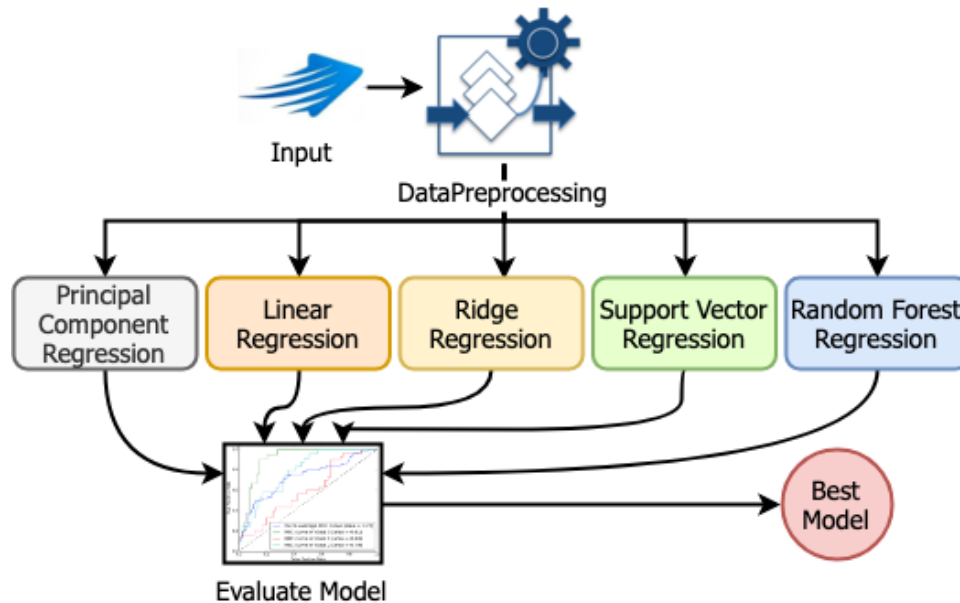 Input
DataPreprocessing
Principal
Component
Regression
Linear
Regression
Ridge
Regression
Support Vector
Regression
Random Forest
Regression
Best
Model
Evaluate Model